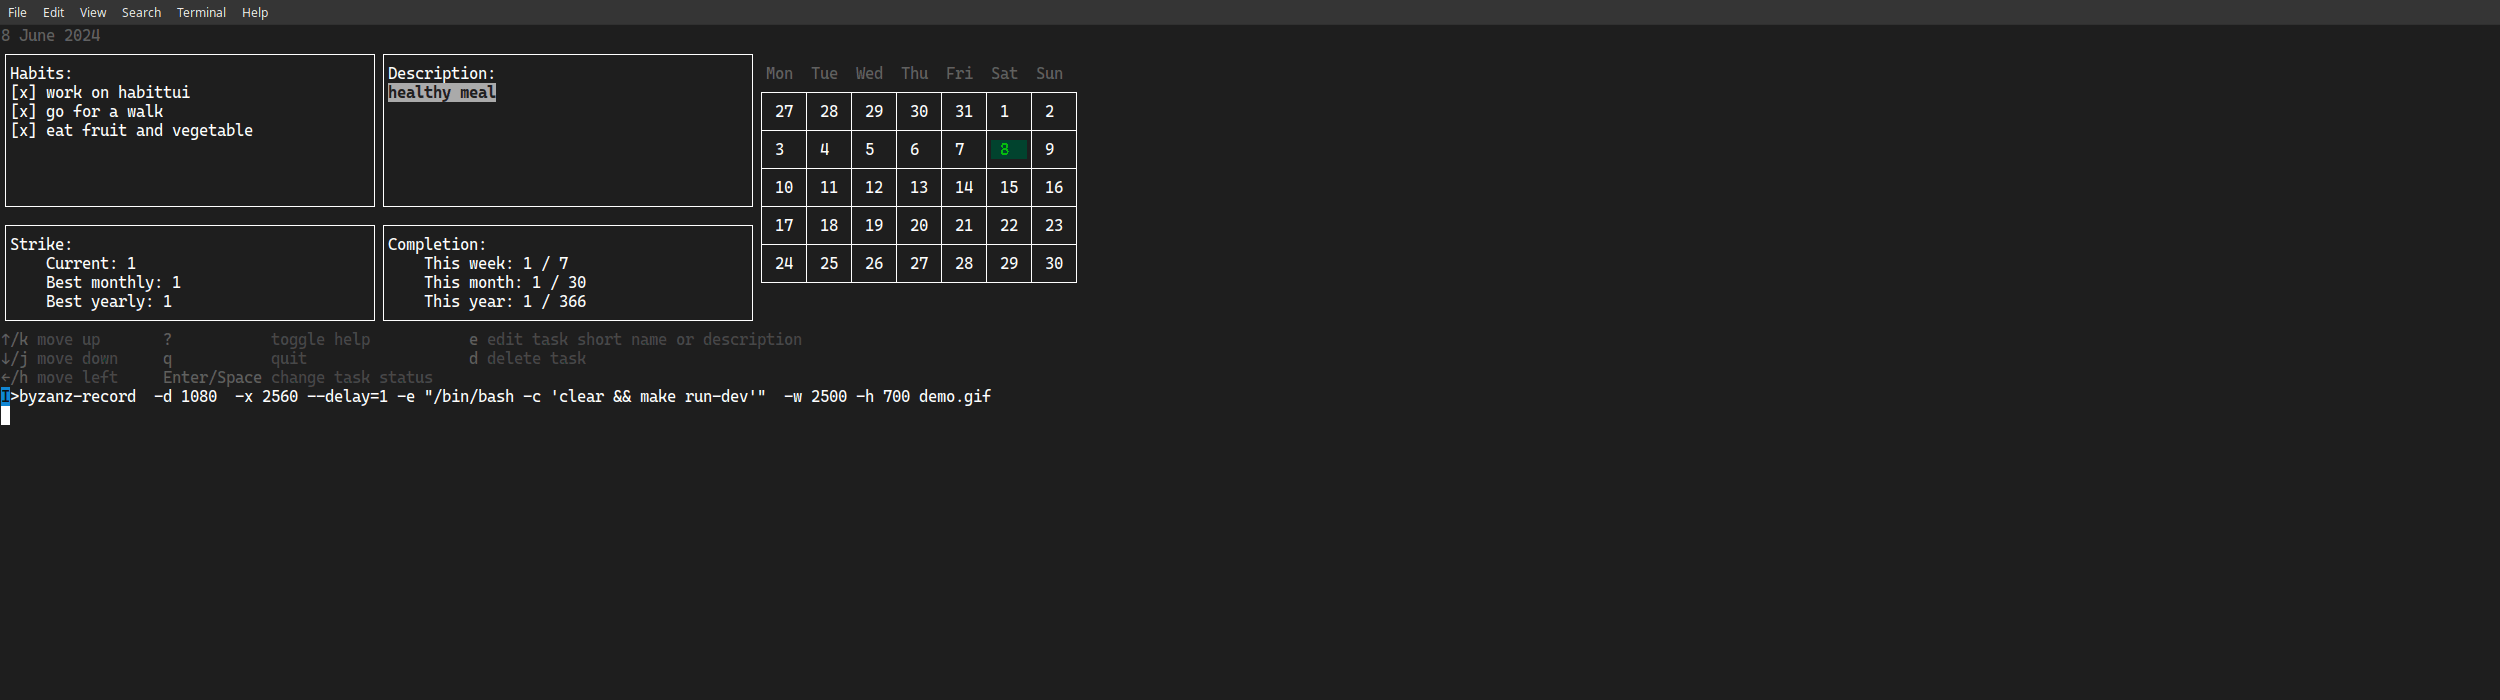 File Edit View Search Terminal Help
8 June 2024
Habits:
[x] work on habittui
[x] go for a walk
[x] eat fruit and vegetable
Description:
healthy meal
Mon Tue Wed Thu Fri Sat Sun
27 28 29 30 31 1 2
3 4 5 6 7 8 9
10 11 12 13 14 15 16
17 18 19 20 21 22 23
24 25 26 27 28 29 30
Strike:
Current: 1
Best monthly: 1
Best yearly: 1
Completion:
This week: 1 / 7
This month: 1 / 30
This year: 1 / 366
↑/k move up ? toggle help e edit task short name or description
↓/j move down q quit d delete task
←/h move left Enter/Space change task status
I>byzanz-record -d 1080 -x 2560 --delay=1 -e "/bin/bash -c 'clear && make run-dev'" -w 2500 -h 700 demo.gif